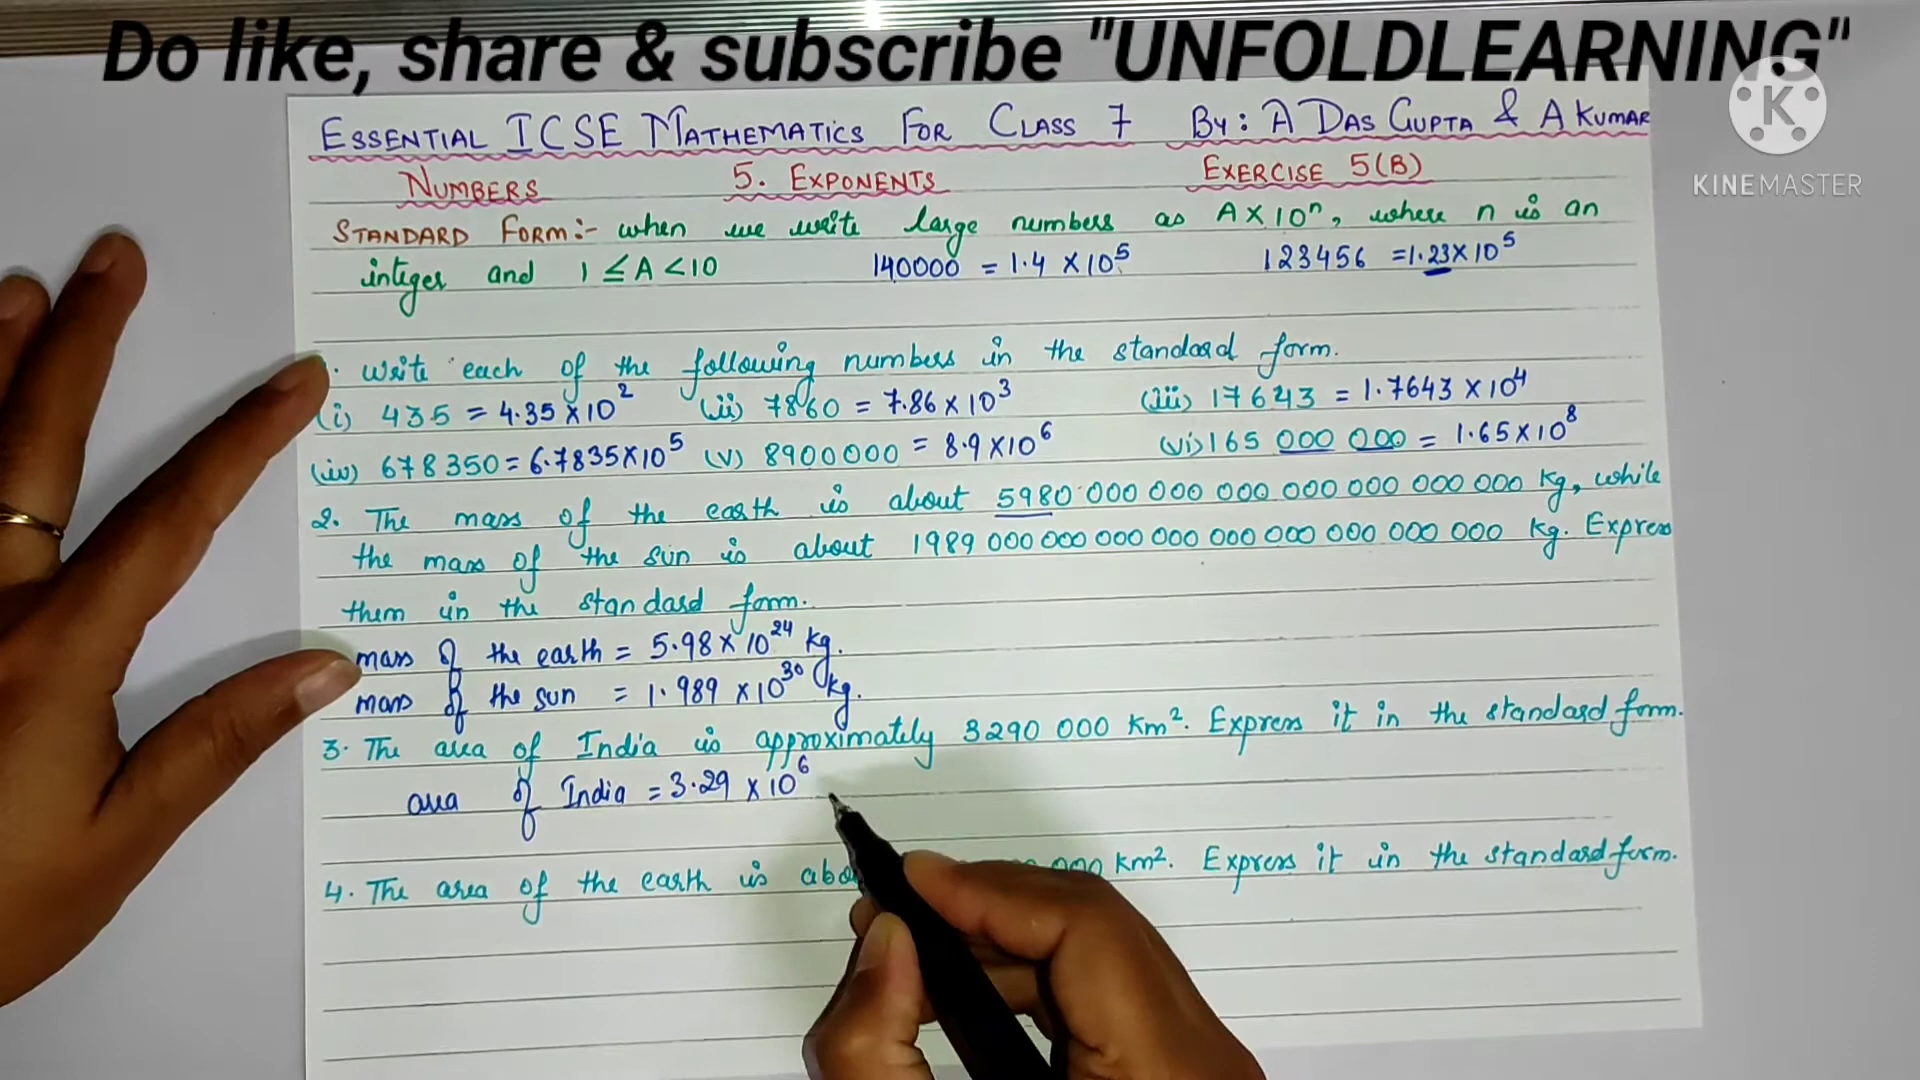 Do like, share & subscribe "UNFOLDLEARNING"
KINEMASTER
ESSENTIAL ICSE MATHEMATICS FOR CLASS 7 BY: A DAS GUPTA & A KUMAR
NUMBERS 5. EXPONENTS EXERCISE 5(B)
STANDARD FORM:- when we write large numbers as A×10ⁿ, where n is an
integer and 1 ≤ A < 10 140000 = 1.4 × 10⁵ 123456 = 1.23×10⁵
. Write each of the following numbers in the standard form.
(i) 435 = 4.35×10² (ii) 7860 = 7.86×10³ (iii) 17643 = 1.7643 × 10⁴
(iv) 678350 = 6.7835×10⁵ (v) 8900000 = 8.9×10⁶ (vi) 165 000 000 = 1.65×10⁸
2. The mass of the earth is about 5980 000 000 000 000 000 000 000 kg, while
the mass of the sun is about 1989 000 000 000 000 000 000 000 000 000 kg. Express
them in the standard form.
mass of the earth = 5.98 × 10²⁴ kg.
mass of the sun = 1.989 ×10³⁰ kg.
3. The area of India is approximately 3290 000 km². Express it in the standard form.
area of India = 3.29 × 10⁶
4. The area of the earth is 000 km². Express it in the standard form.